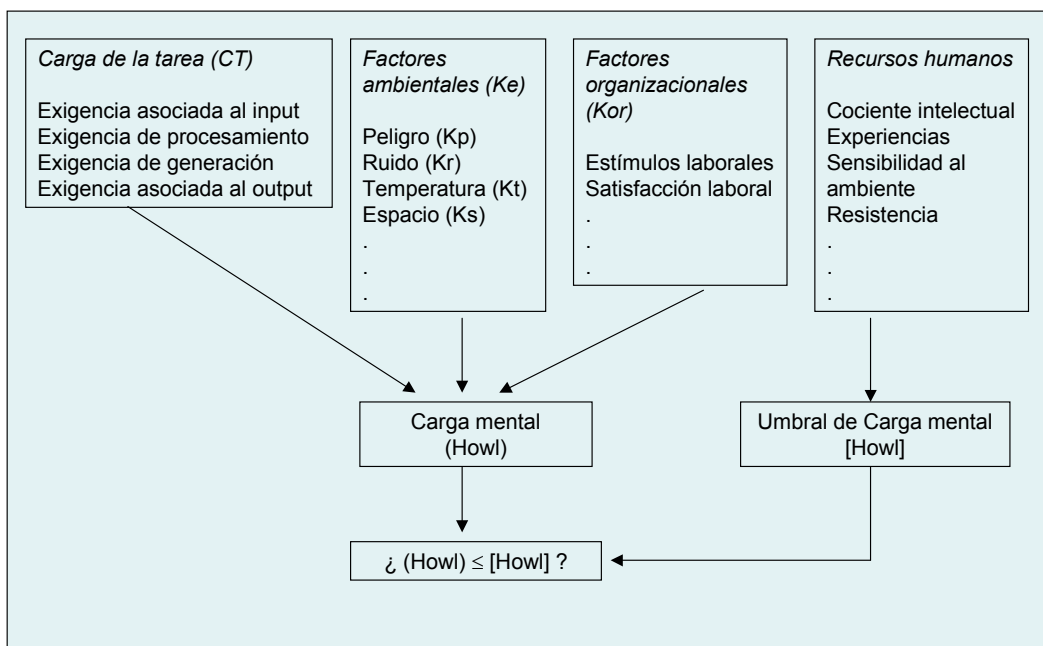 Carga de la tarea (CT)
Exigencia asociada al input
Exigencia de procesamiento
Exigencia de generación
Exigencia asociada al output
Factores
ambientales (Ke)
Peligro (Kp)
Ruido (Kr)
Temperatura (Kt)
Espacio (Ks)
.
.
.
Factores
organizacionales
(Kor)
Estímulos laborales
Satisfacción laboral
.
.
.
Recursos humanos
Cociente intelectual
Experiencias
Sensibilidad al
ambiente
Resistencia
.
.
.
Carga mental
(Howl)
Umbral de Carga mental
[Howl]
¿ (Howl) ≤ [Howl] ?